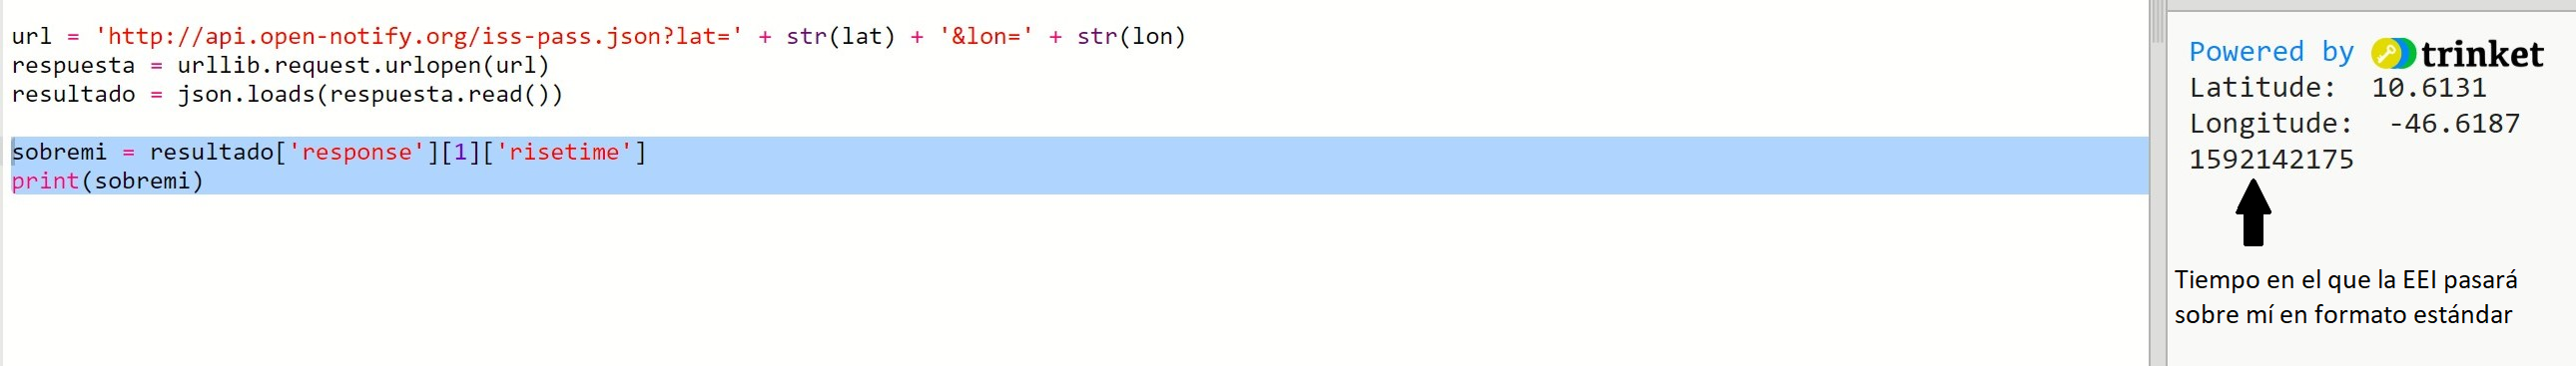 url = 'http://api.open-notify.org/iss-pass.json?lat=' + str(lat) + '&lon=' + str(lon)
respuesta = urllib.request.urlopen(url)
resultado = json.loads(respuesta.read())
sobremi = resultado['response'][1]['risetime']
print(sobremi)
Powered by trinket
Latitude:  10.6131
Longitude:  -46.6187
1592142175
Tiempo en el que la EEI pasará
sobre mí en formato estándar